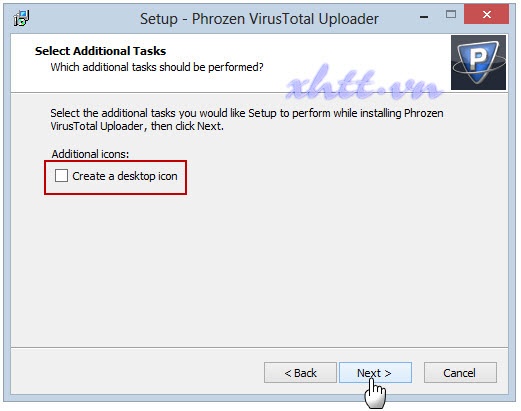 Setup - Phrozen VirusTotal Uploader
Select Additional Tasks
Which additional tasks should be performed?
xhtt.vn
P
Select the additional tasks you would like Setup to perform while installing Phrozen
VirusTotal Uploader, then click Next.
Additional icons:
Create a desktop icon
< Back
Next >
Cancel